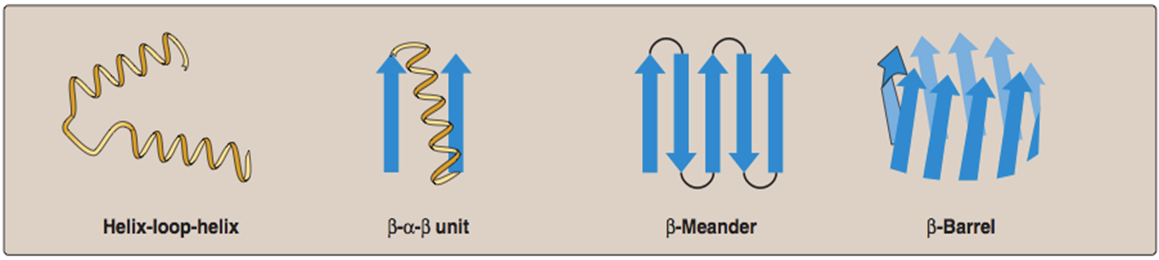 Helix-loop-helix
β-α-β unit
β-Meander
β-Barrel